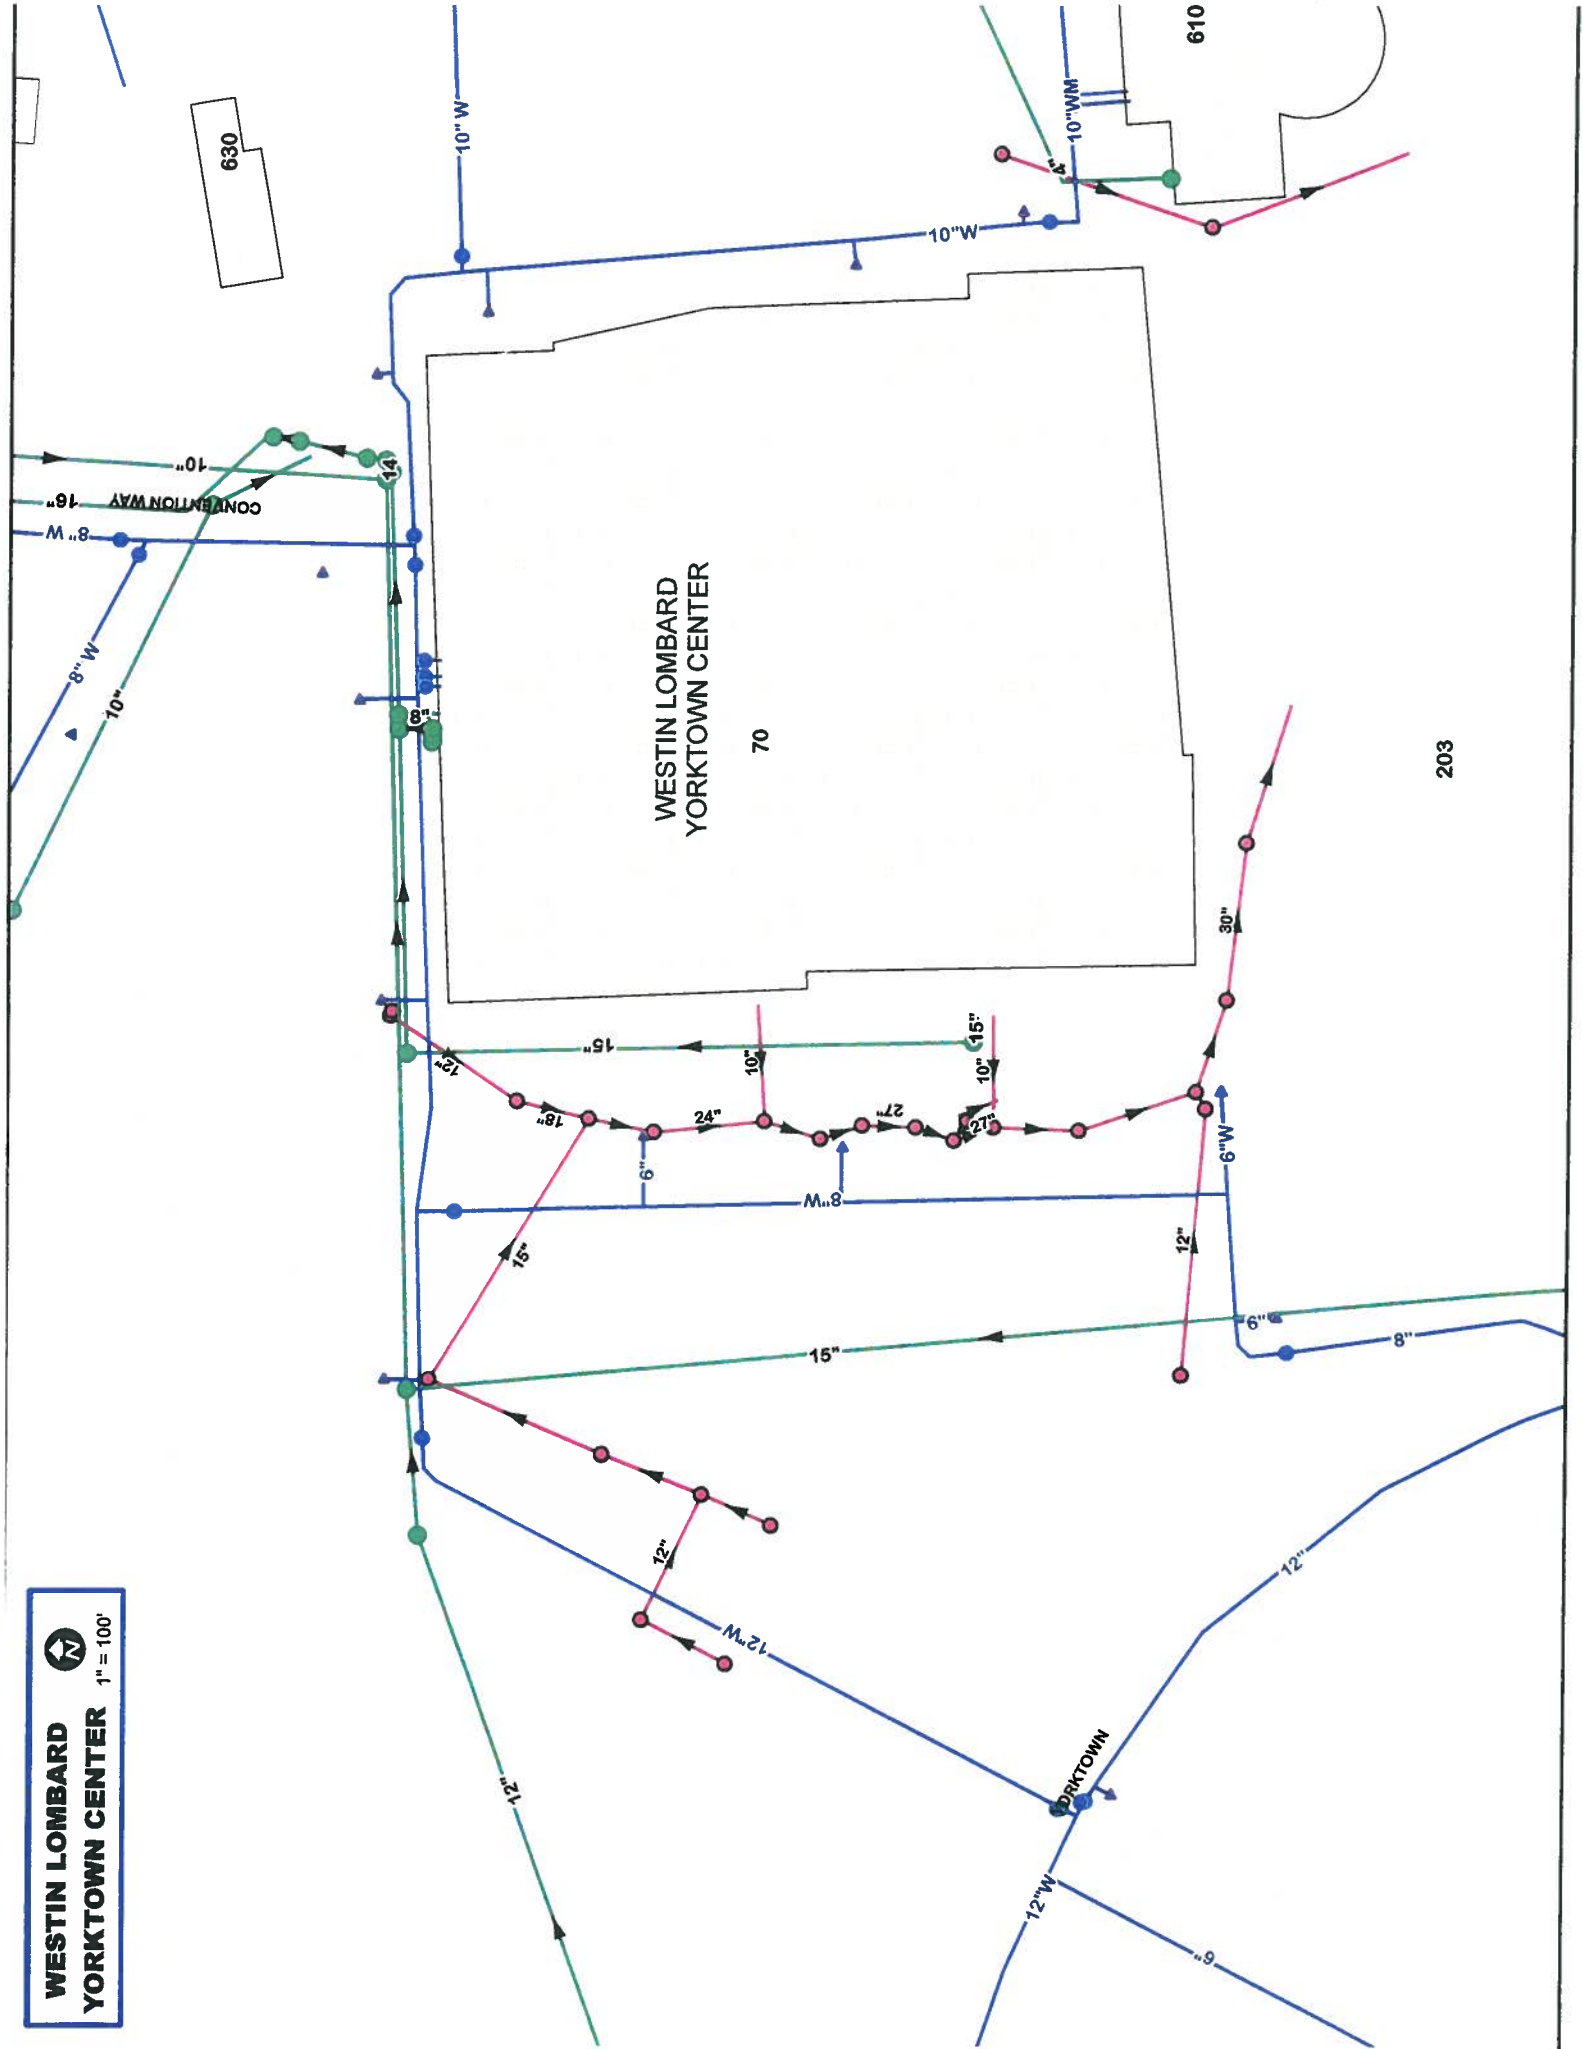 WESTIN LOMBARD
YORKTOWN CENTER 1" = 100'
N
630
10" W
610
10"WM
4"
10"W
10"
16"
CONVENTION WAY
8" W
14
8" W
10"
8"
WESTIN LOMBARD
YORKTOWN CENTER
70
203
30"
15"
15"
10"
10"
12"
18"
24"
27"
27"
6"
8"W
6"W
15"
12"
15"
6"
8"
12"
12"W
12"
12"
YORKTOWN
12"W
6"